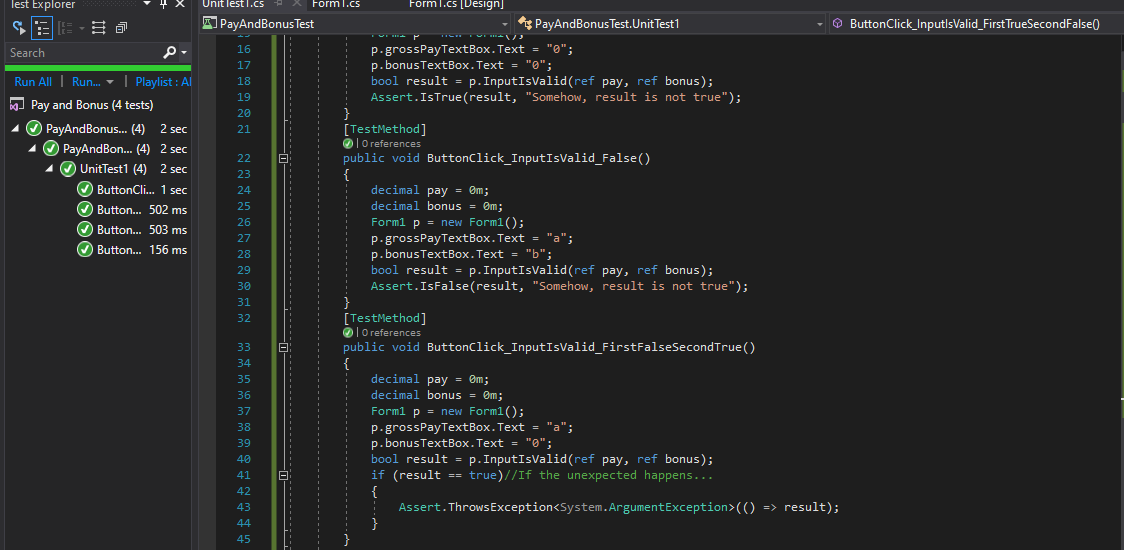 Test Explorer
Search
Run All | Run... | Playlist : Al
Pay and Bonus (4 tests)
PayAndBonus... (4) 2 sec
PayAndBon... (4) 2 sec
UnitTest1 (4) 2 sec
ButtonCli... 1 sec
Button... 502 ms
Button... 503 ms
Button... 156 ms
UnitTest1.cs Form1.cs Form1.cs [Design]
PayAndBonusTest PayAndBonusTest.UnitTest1 ButtonClick_InputIsValid_FirstTrueSecondFalse()
15 Form1 p = new Form1();
16 p.grossPayTextBox.Text = "0";
17 p.bonusTextBox.Text = "0";
18 bool result = p.InputIsValid(ref pay, ref bonus);
19 Assert.IsTrue(result, "Somehow, result is not true");
20 }
21 [TestMethod]
| 0 references
22 public void ButtonClick_InputIsValid_False()
23 {
24 decimal pay = 0m;
25 decimal bonus = 0m;
26 Form1 p = new Form1();
27 p.grossPayTextBox.Text = "a";
28 p.bonusTextBox.Text = "b";
29 bool result = p.InputIsValid(ref pay, ref bonus);
30 Assert.IsFalse(result, "Somehow, result is not true");
31 }
32 [TestMethod]
| 0 references
33 public void ButtonClick_InputIsValid_FirstFalseSecondTrue()
34 {
35 decimal pay = 0m;
36 decimal bonus = 0m;
37 Form1 p = new Form1();
38 p.grossPayTextBox.Text = "a";
39 p.bonusTextBox.Text = "0";
40 bool result = p.InputIsValid(ref pay, ref bonus);
41 if (result == true)//If the unexpected happens...
42 {
43 Assert.ThrowsException<System.ArgumentException>(() => result);
44 }
45 }